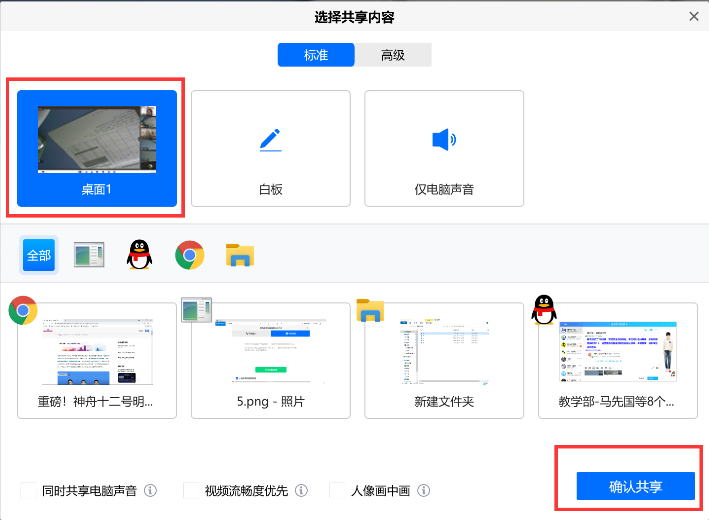 选择共享内容
标准
高级
桌面1
白板
仅电脑声音
全部
重磅！神舟十二号明...
5.png - 照片
新建文件夹
教学部-马先国等8个...
同时共享电脑声音
视频流畅度优先
人像画中画
确认共享